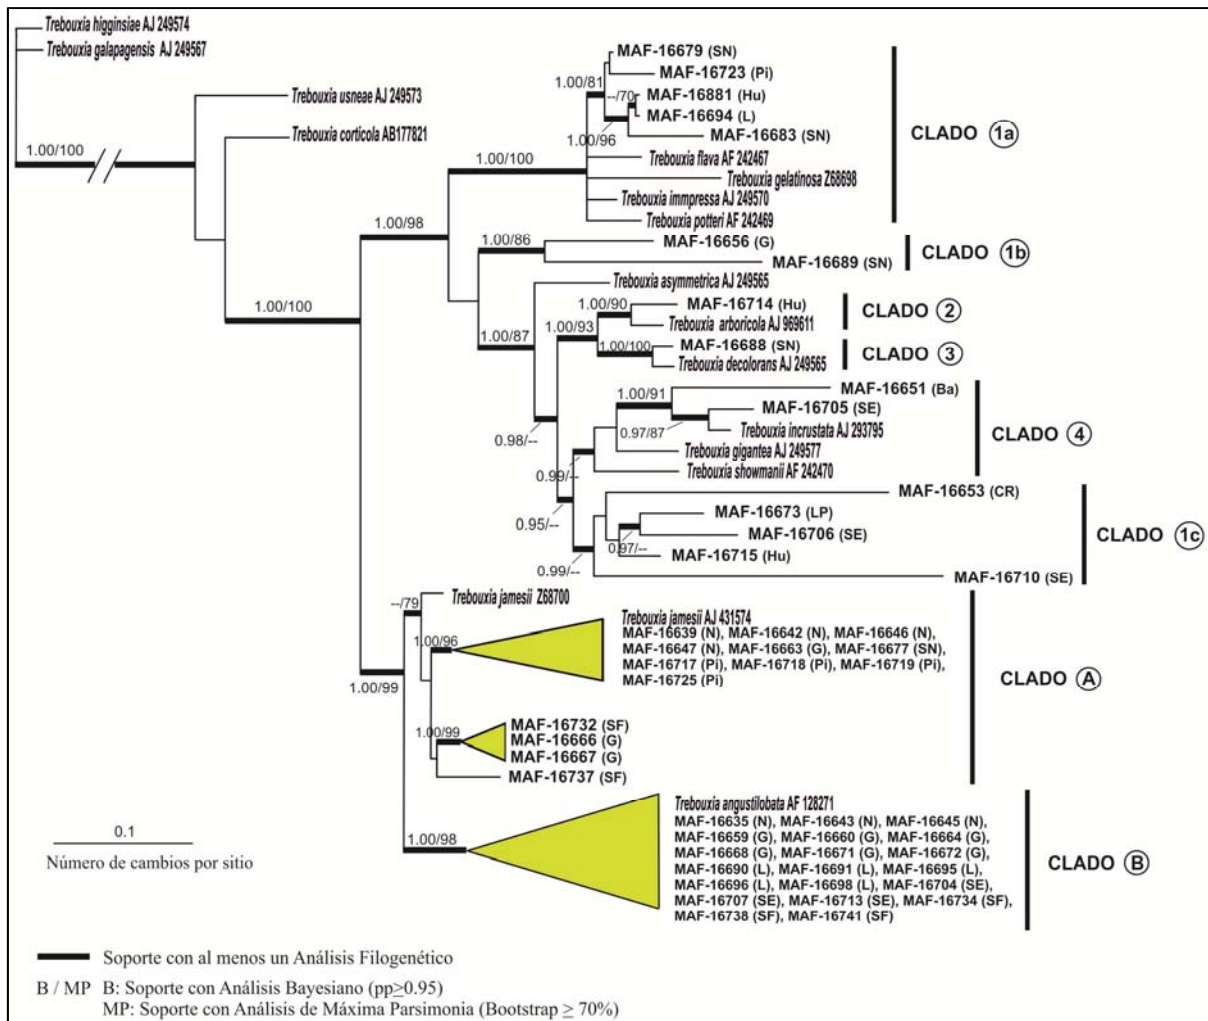 Trebouxia higginsiae AJ 249574
Trebouxia galapagensis AJ 249567
Trebouxia usneae AJ 249573
Trebouxia corticola AB177821
1.00/100
1.00/100
1.00/98
1.00/100
1.00/81
--/70
1.00/96
MAF-16679 (SN)
MAF-16723 (Pi)
MAF-16881 (Hu)
MAF-16694 (L)
MAF-16683 (SN)
Trebouxia flava AF 242467
Trebouxia gelatinosa Z68698
Trebouxia immpressa AJ 249570
Trebouxia potteri AF 242469
CLADO 1a
1.00/86
MAF-16656 (G)
MAF-16689 (SN)
CLADO 1b
1.00/87
Trebouxia asymmetrica AJ 249565
1.00/93
1.00/90
MAF-16714 (Hu)
Trebouxia arboricola AJ 969611
CLADO 2
1.00/100
MAF-16688 (SN)
Trebouxia decolorans AJ 249565
CLADO 3
0.98/--
1.00/91
MAF-16651 (Ba)
MAF-16705 (SE)
0.97/87
Trebouxia incrustata AJ 293795
Trebouxia gigantea AJ 249577
0.99/--
Trebouxia showmanii AF 242470
CLADO 4
0.95/--
MAF-16653 (CR)
MAF-16673 (LP)
MAF-16706 (SE)
0.97/--
MAF-16715 (Hu)
0.99/--
MAF-16710 (SE)
CLADO 1c
1.00/99
--/79
Trebouxia jamesii Z68700
1.00/96
Trebouxia jamesii AJ 431574
MAF-16639 (N), MAF-16642 (N), MAF-16646 (N),
MAF-16647 (N), MAF-16663 (G), MAF-16677 (SN),
MAF-16717 (Pi), MAF-16718 (Pi), MAF-16719 (Pi),
MAF-16725 (Pi)
1.00/99
MAF-16732 (SF)
MAF-16666 (G)
MAF-16667 (G)
MAF-16737 (SF)
CLADO A
1.00/98
Trebouxia angustilobata AF 128271
MAF-16635 (N), MAF-16643 (N), MAF-16645 (N),
MAF-16659 (G), MAF-16660 (G), MAF-16664 (G),
MAF-16668 (G), MAF-16671 (G), MAF-16672 (G),
MAF-16690 (L), MAF-16691 (L), MAF-16695 (L),
MAF-16696 (L), MAF-16698 (L), MAF-16704 (SE),
MAF-16707 (SE), MAF-16713 (SE), MAF-16734 (SF),
MAF-16738 (SF), MAF-16741 (SF)
CLADO B
0.1
Número de cambios por sitio
Soporte con al menos un Análisis Filogenético
B / MP B: Soporte con Análisis Bayesiano (pp≥0.95)
MP: Soporte con Análisis de Máxima Parsimonia (Bootstrap ≥ 70%)